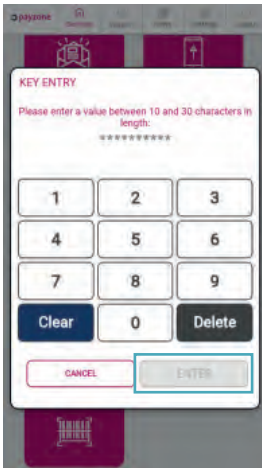 payzone
KEY ENTRY
Please enter a value between 10 and 30 characters in
length:
**********
1 2 3
4 5 6
7 8 9
Clear 0 Delete
CANCEL ENTER